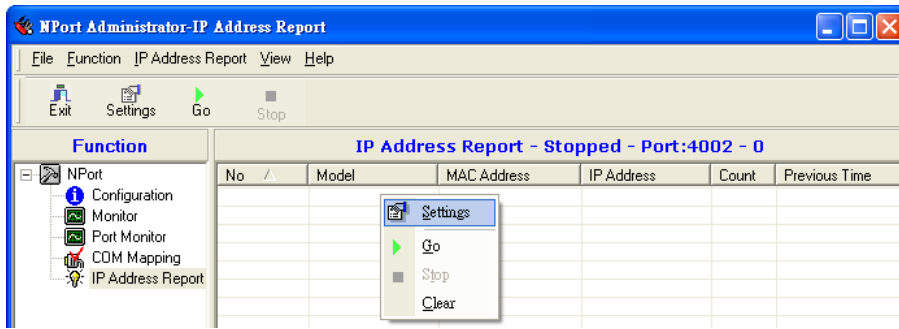 NPort Administrator-IP Address Report
File Function IP Address Report View Help
Exit Settings Go Stop
Function
IP Address Report - Stopped - Port:4002 - 0
NPort
Configuration
Monitor
Port Monitor
COM Mapping
IP Address Report
No Model MAC Address IP Address Count Previous Time
Settings
Go
Stop
Clear